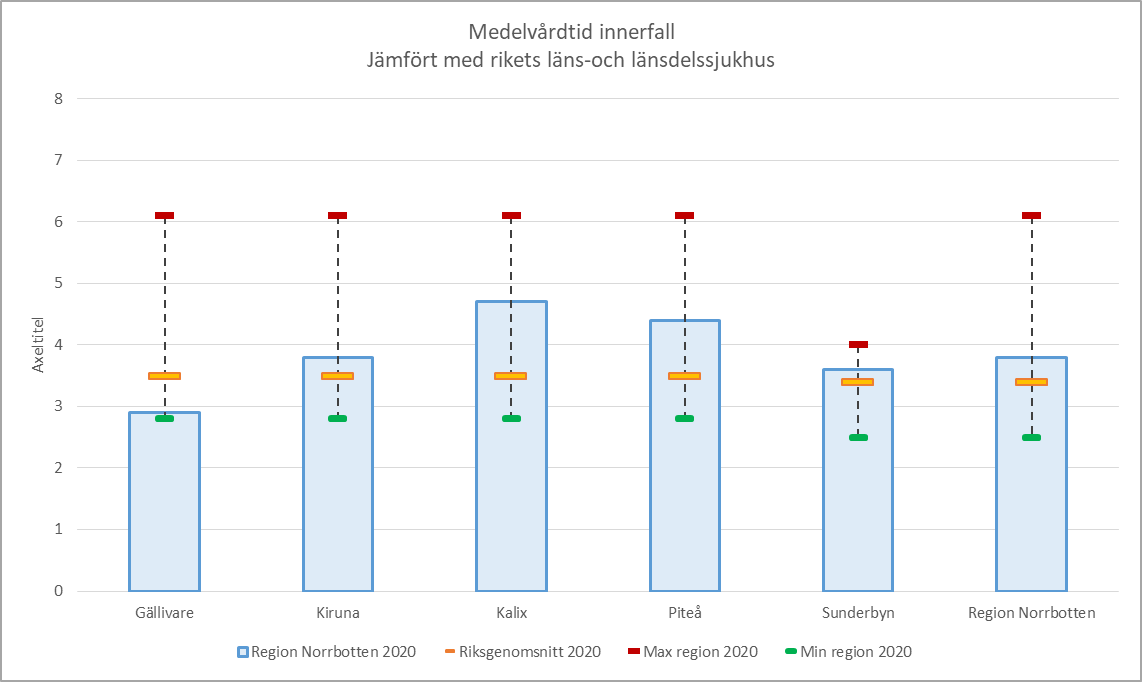 Medelvårdtid innerfall
Jämfört med rikets läns-och länsdelssjukhus
8
7
6
5
4
3
2
1
0
Axeltitel
Gällivare Kiruna Kalix Piteå Sunderbyn Region Norrbotten
Region Norrbotten 2020 Riksgenomsnitt 2020 Max region 2020 Min region 2020